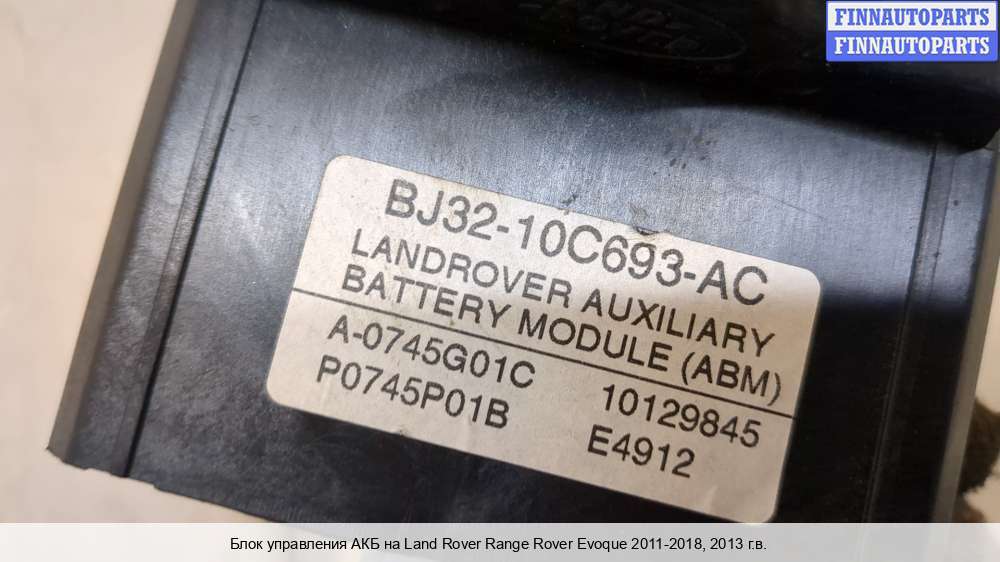 FINNAUTOPARTS
FINNAUTOPARTS
BJ32-10C693-AC
LANDROVER AUXILIARY
BATTERY MODULE (ABM)
A-0745G01C 10129845
P0745P01B E4912
Блок управления АКБ на Land Rover Range Rover Evoque 2011-2018, 2013 г.в.